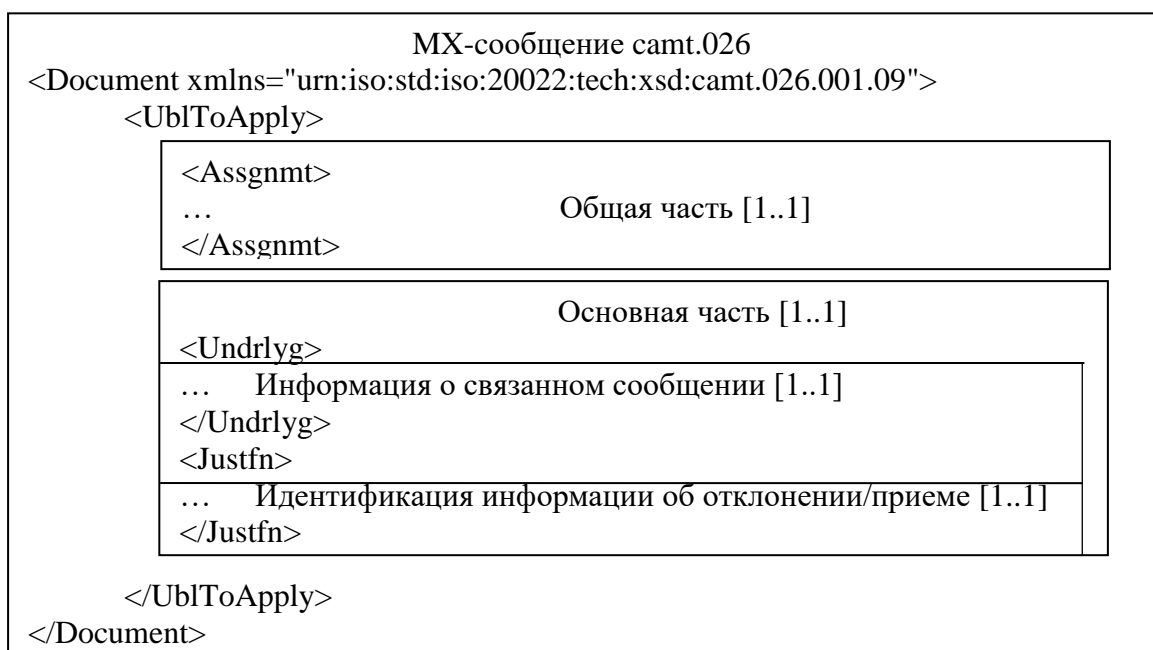 МХ-сообщение camt.026
<Document xmlns="urn:iso:std:iso:20022:tech:xsd:camt.026.001.09">
<UblToApply>
<Assgnmt>
… Общая часть [1..1]
</Assgnmt>
Основная часть [1..1]
<Undrlyg>
… Информация о связанном сообщении [1..1]
</Undrlyg>
<Justfn>
… Идентификация информации об отклонении/приеме [1..1]
</Justfn>
</UblToApply>
</Document>